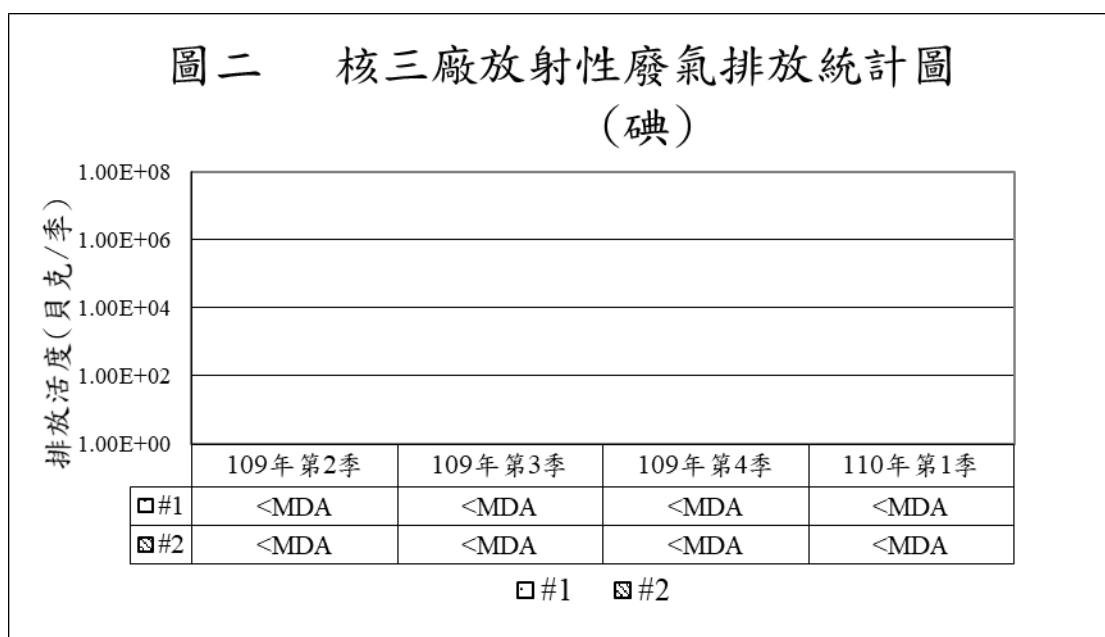 圖二 核三廠放射性廢氣排放統計圖
(碘)
排放活度(貝克/季)
1.00E+08
1.00E+06
1.00E+04
1.00E+02
1.00E+00
109年第2季 109年第3季 109年第4季 110年第1季
#1 <MDA <MDA <MDA <MDA
#2 <MDA <MDA <MDA <MDA
#1 #2